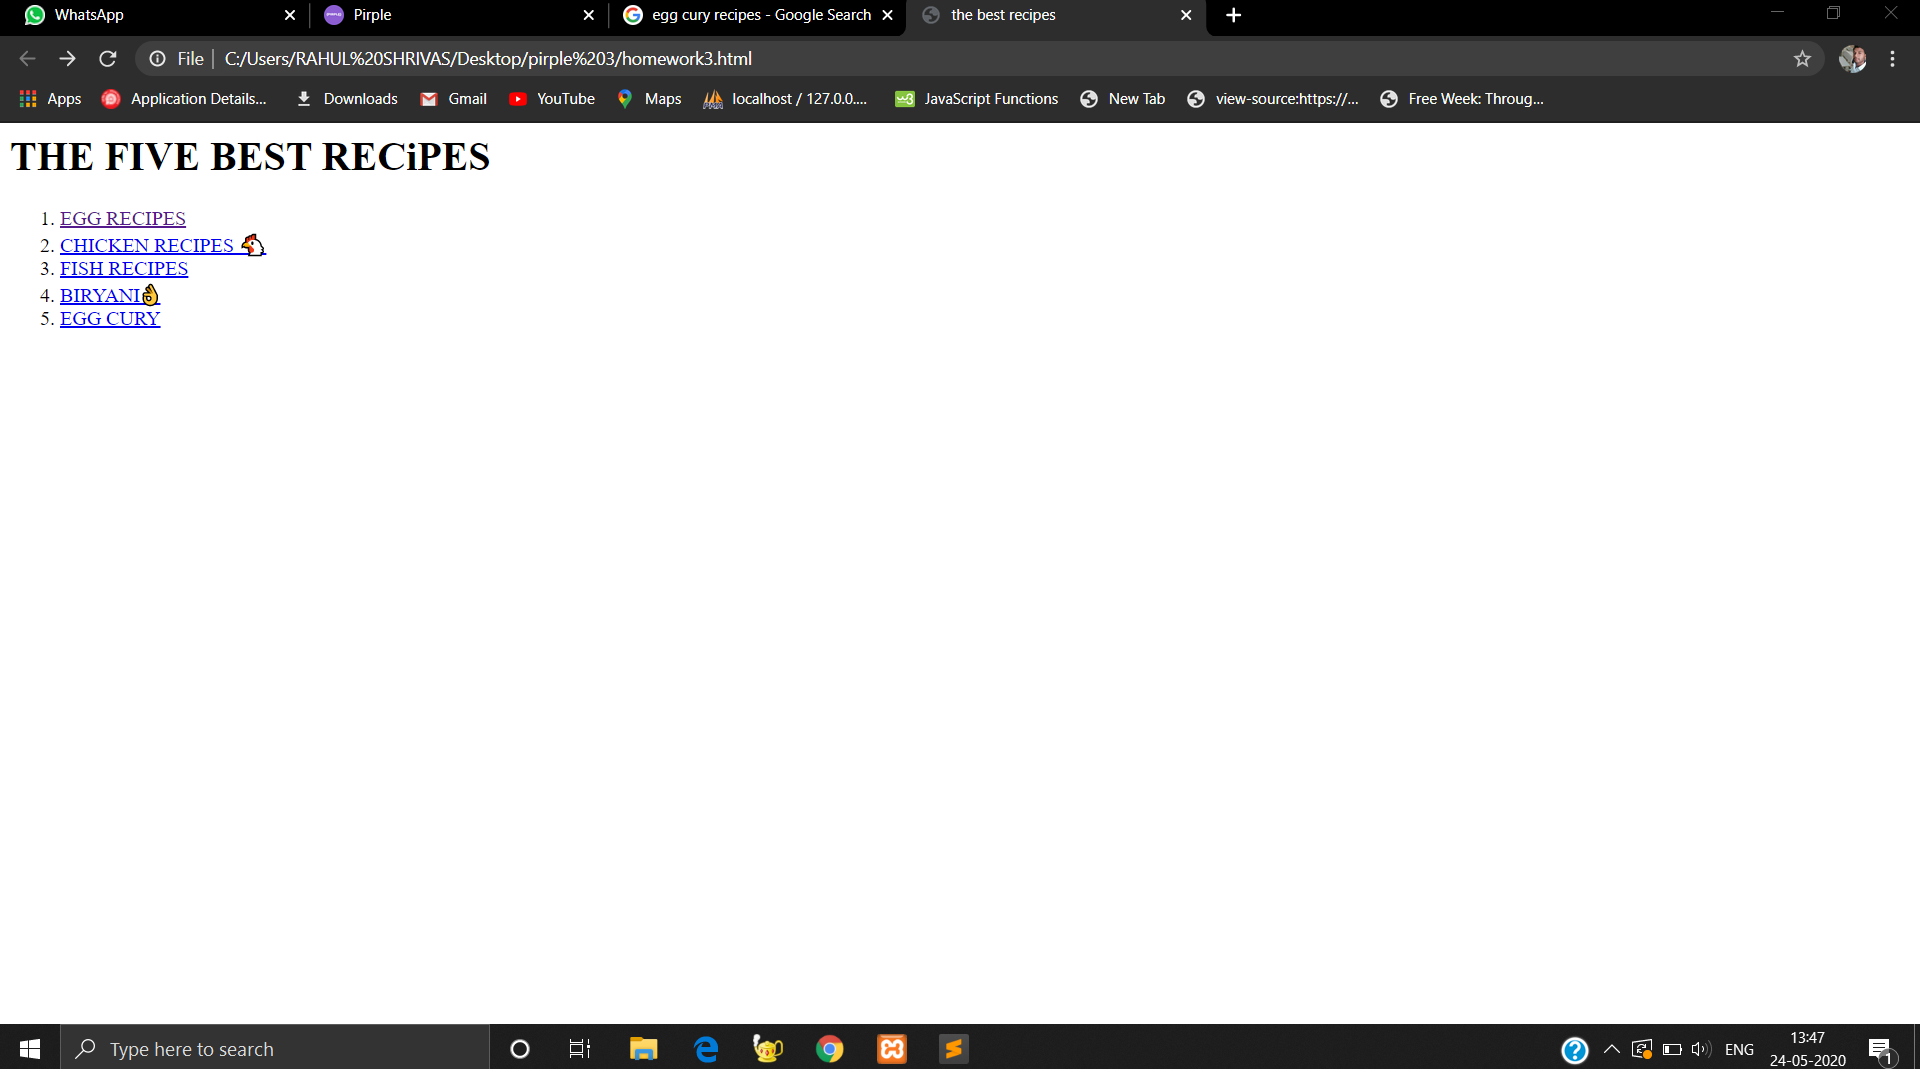 WhatsApp
Pirple
egg cury recipes - Google Search
the best recipes
File | C:/Users/RAHUL%20SHRIVAS/Desktop/pirple%203/homework3.html
Apps
Application Details...
Downloads
Gmail
YouTube
Maps
localhost / 127.0.0....
JavaScript Functions
New Tab
view-source:https://...
Free Week: Throug...
THE FIVE BEST RECiPES
1. EGG RECIPES
2. CHICKEN RECIPES 🐔
3. FISH RECIPES
4. BIRYANI👌
5. EGG CURY
Type here to search
ENG
13:47
24-05-2020
1